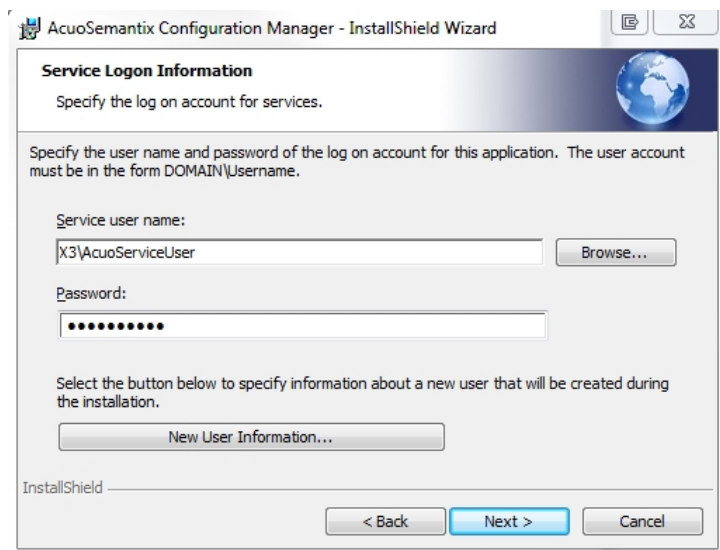 AcuoSemantix Configuration Manager - InstallShield Wizard
Service Logon Information
Specify the log on account for services.
Specify the user name and password of the log on account for this application. The user account
must be in the form DOMAIN\Username.
Service user name:
X3\AcuoServiceUser
Browse...
Password:
••••••••••
Select the button below to specify information about a new user that will be created during
the installation.
New User Information...
InstallShield
< Back
Next >
Cancel